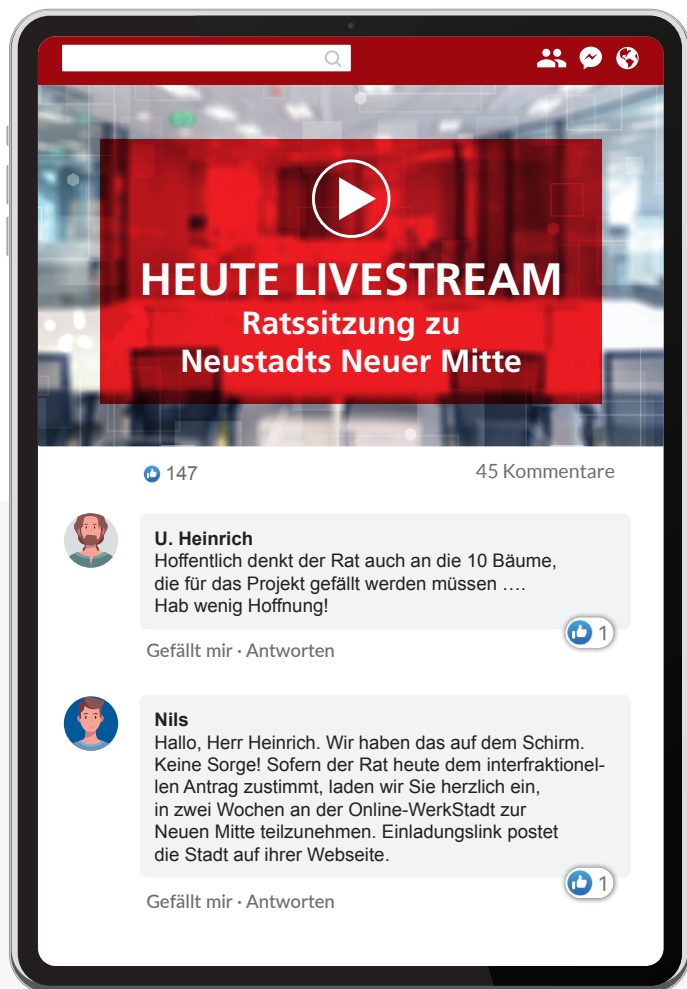 HEUTE LIVESTREAM
Ratssitzung zu
Neustadts Neuer Mitte
147
45 Kommentare
U. Heinrich
Hoffentlich denkt der Rat auch an die 10 Bäume,
die für das Projekt gefällt werden müssen ….
Hab wenig Hoffnung!
1
Gefällt mir · Antworten
Nils
Hallo, Herr Heinrich. Wir haben das auf dem Schirm.
Keine Sorge! Sofern der Rat heute dem interfraktionel-
len Antrag zustimmt, laden wir Sie herzlich ein,
in zwei Wochen an der Online-WerkStadt zur
Neuen Mitte teilzunehmen. Einladungslink postet
die Stadt auf ihrer Webseite.
1
Gefällt mir · Antworten